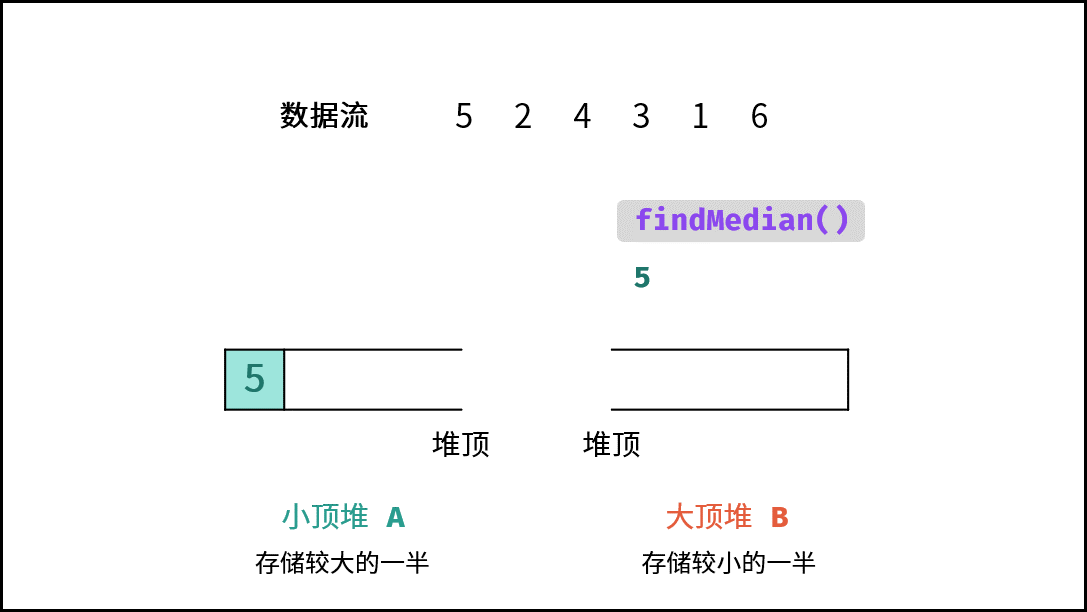 数据流 5 2 4 3 1 6
findMedian()
5
5
堆顶 堆顶
小顶堆 A 大顶堆 B
存储较大的一半 存储较小的一半